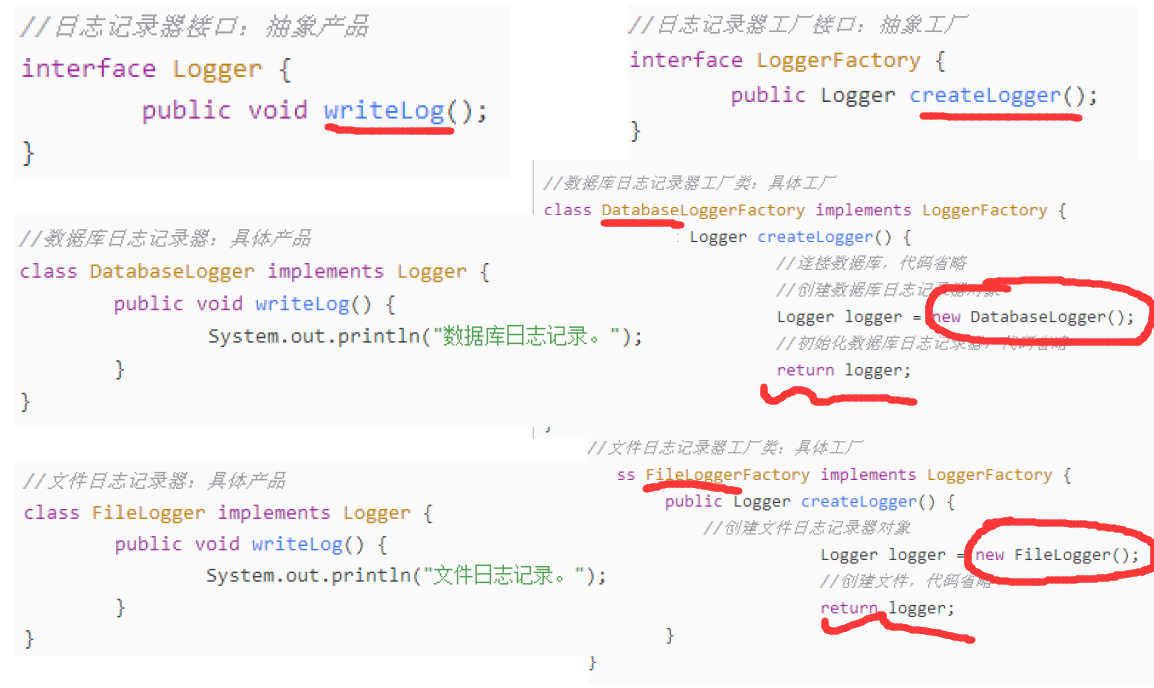 //日志记录器接口：抽象产品
interface Logger {
public void writeLog();
}
//数据库日志记录器：具体产品
class DatabaseLogger implements Logger {
public void writeLog() {
System.out.println("数据库日志记录。");
}
}
//文件日志记录器：具体产品
class FileLogger implements Logger {
public void writeLog() {
System.out.println("文件日志记录。");
}
}
//日志记录器工厂接口：抽象工厂
interface LoggerFactory {
public Logger createLogger();
}
//数据库日志记录器工厂类：具体工厂
class DatabaseLoggerFactory implements LoggerFactory {
Logger createLogger() {
//连接数据库，代码省略
//创建数据库日志记录器对象
Logger logger = new DatabaseLogger();
//初始化数据库日志记录器，代码省略
return logger;
//文件日志记录器工厂类：具体工厂
ss FileLoggerFactory implements LoggerFactory {
public Logger createLogger() {
//创建文件日志记录器对象
Logger logger = new FileLogger();
//创建文件，代码省略
return logger;
}
}